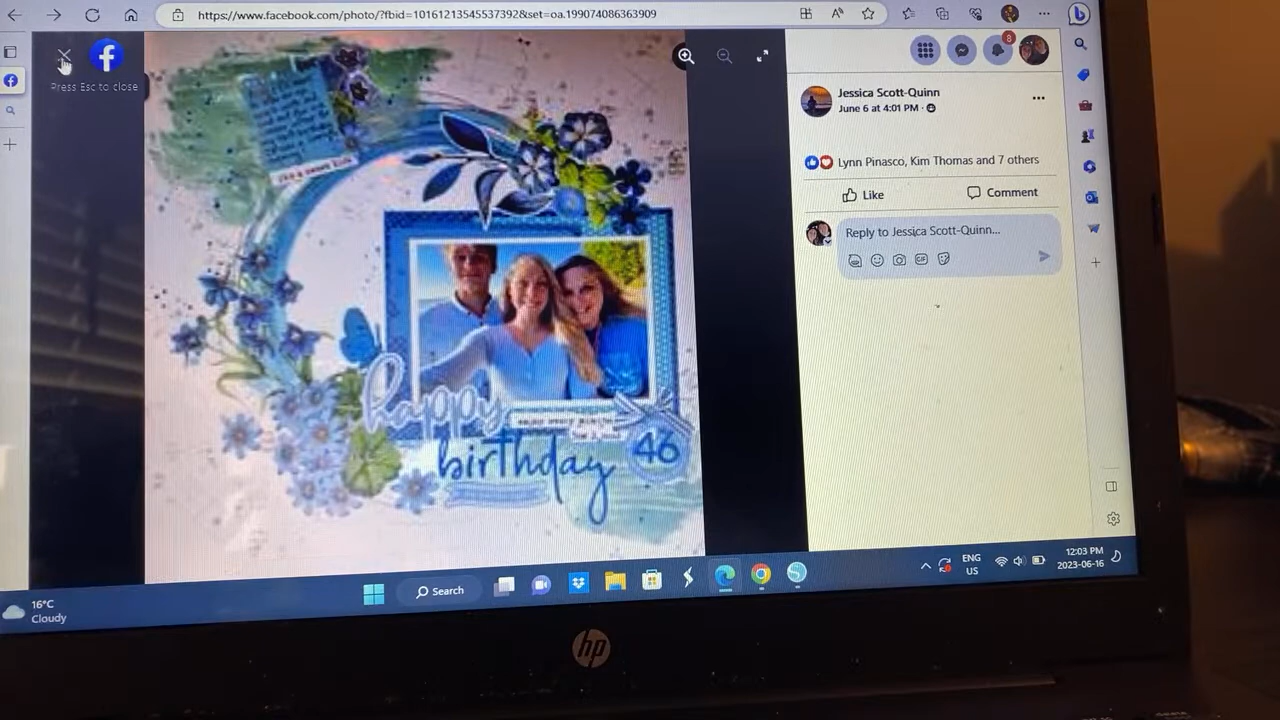 https://www.facebook.com/photo/?fbid=10161213545537392&set=oa.199074086363909
Press Esc to close
8
Jessica Scott-Quinn
June 6 at 4:01 PM
Lynn Pinasco, Kim Thomas and 7 others
Like
Comment
Reply to Jessica Scott-Quinn...
GIF
happy
birthday
46
16°C
Cloudy
Search
ENG
US
12:03 PM
2023-06-16
hp